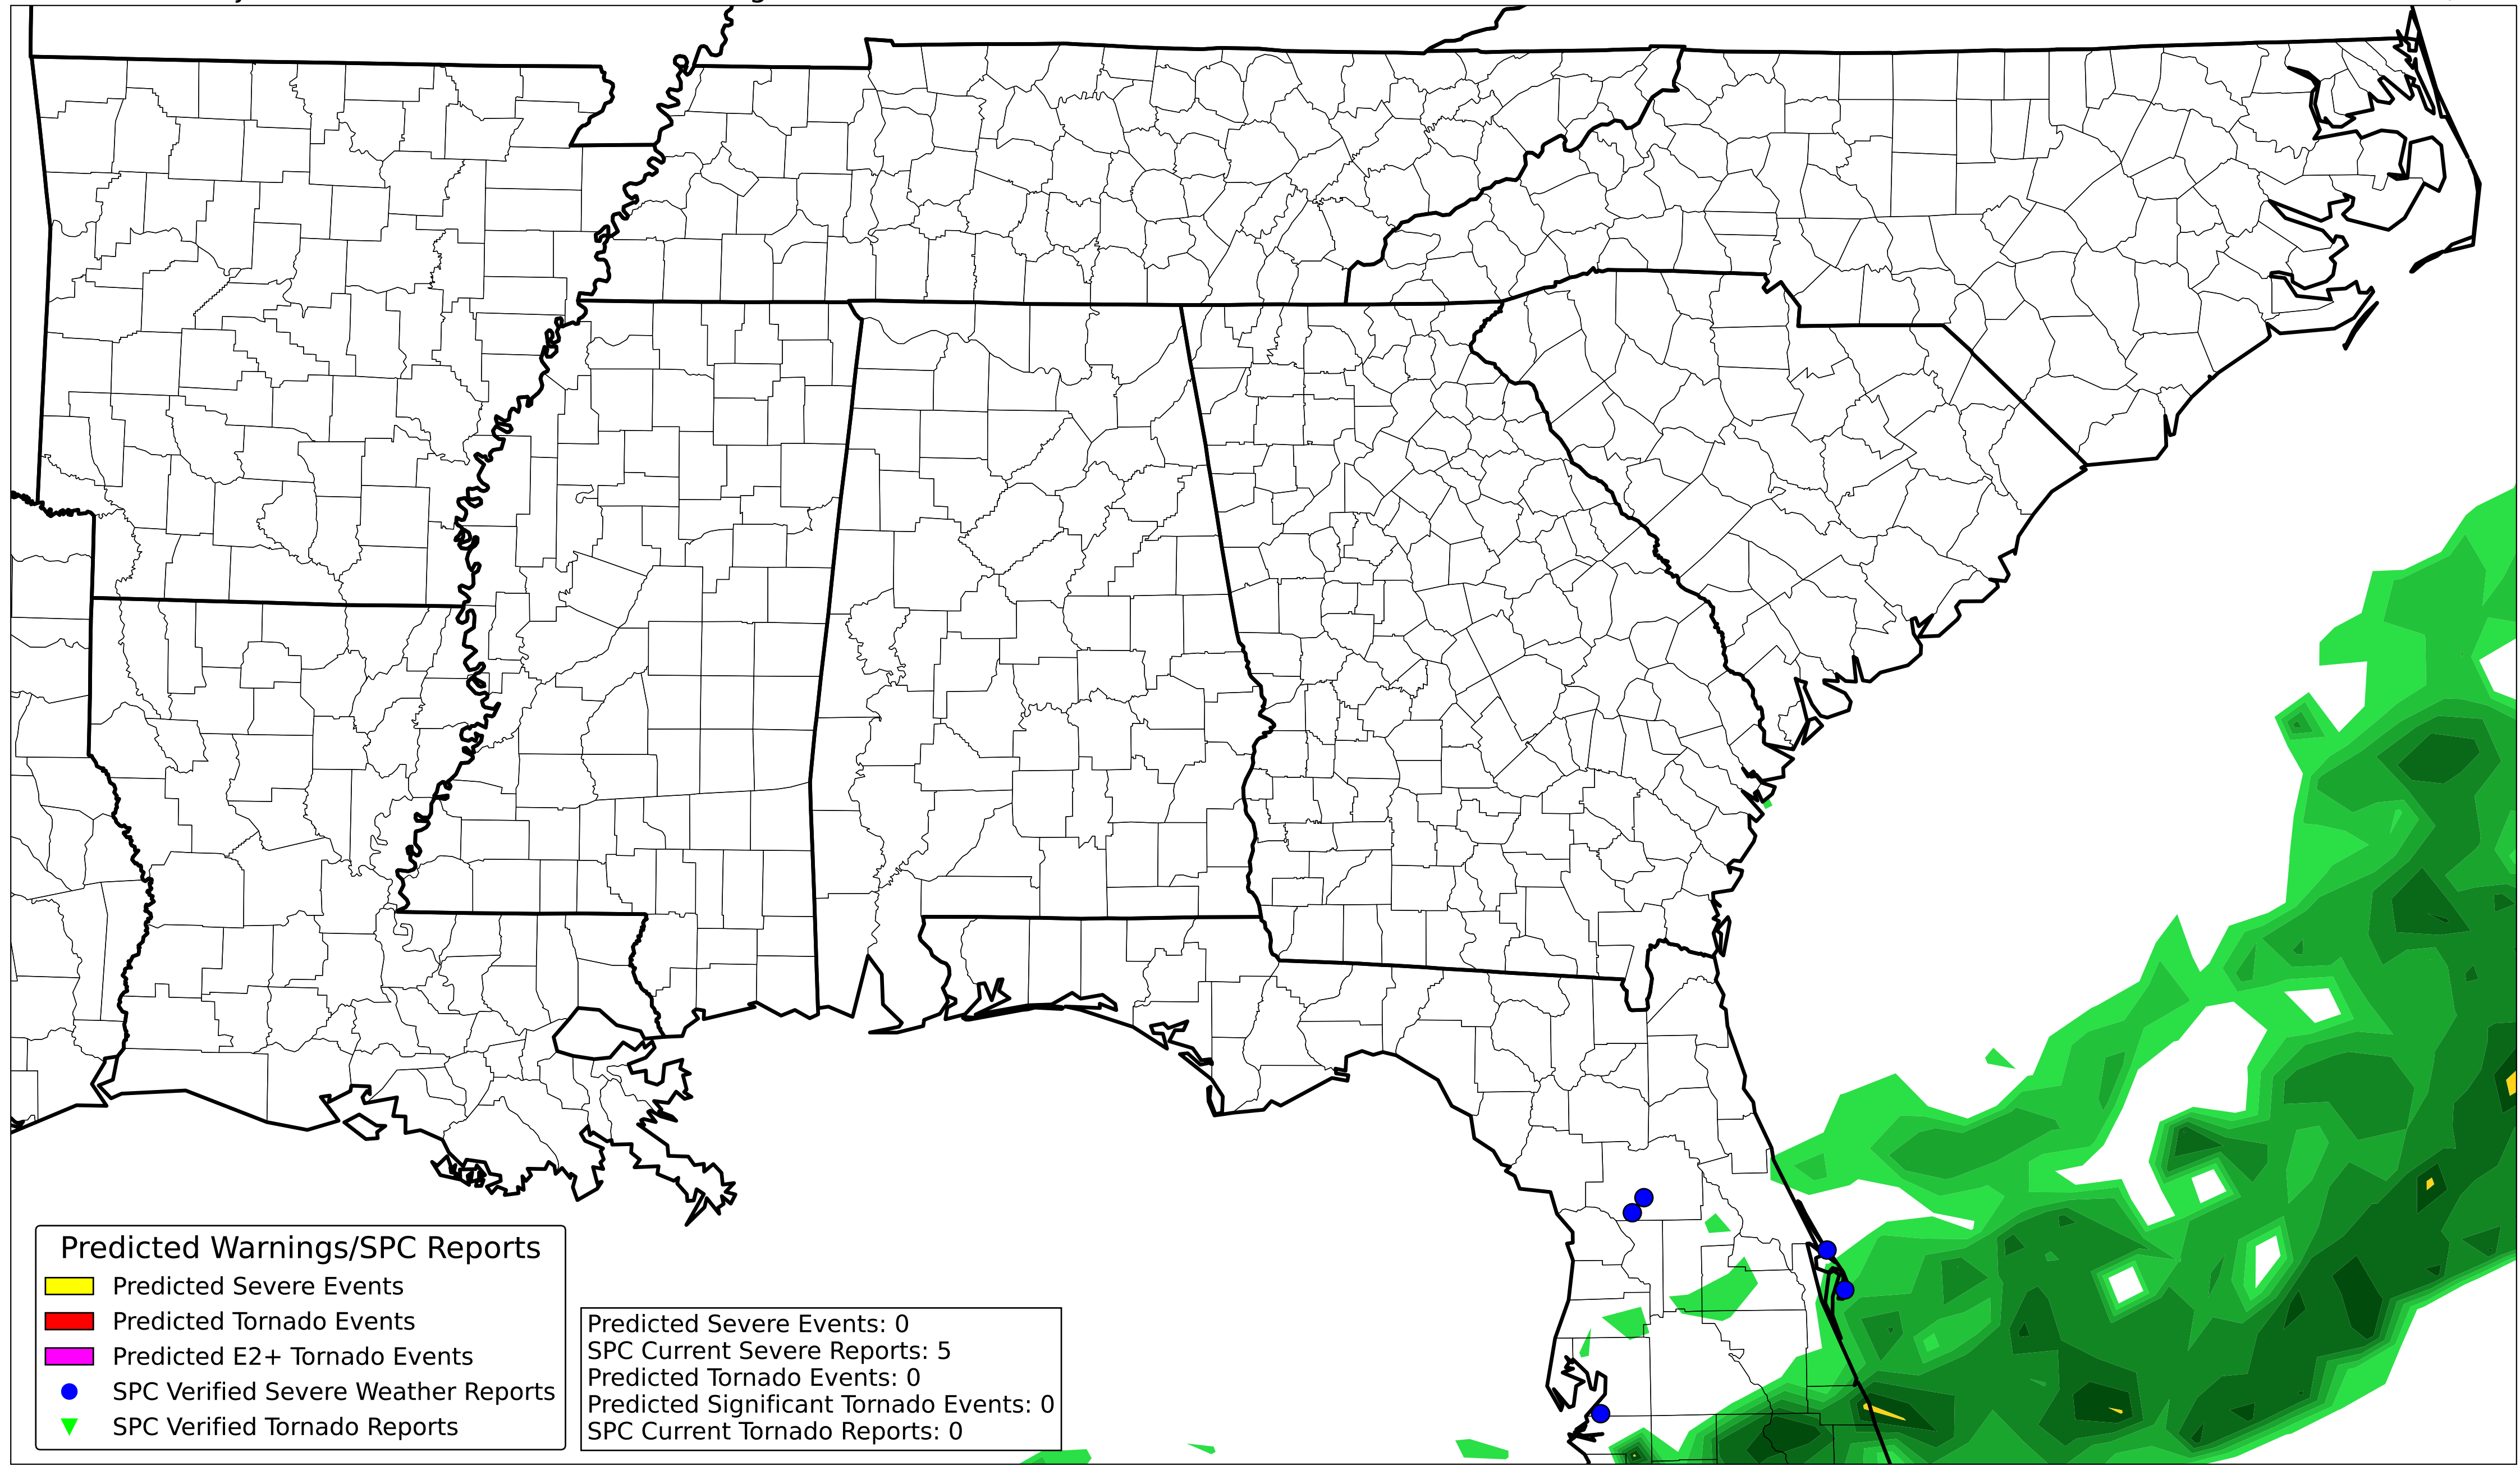 Predicted Warnings/SPC Reports
Predicted Severe Events
Predicted Tornado Events
Predicted E2+ Tornado Events
SPC Verified Severe Weather Reports
SPC Verified Tornado Reports
Predicted Severe Events: 0
SPC Current Severe Reports: 5
Predicted Tornado Events: 0
Predicted Significant Tornado Events: 0
SPC Current Tornado Reports: 0